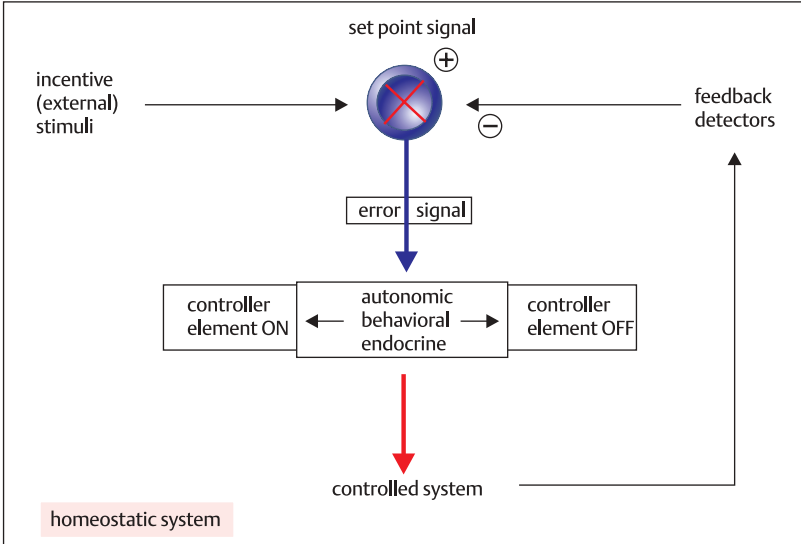 set point signal
+
incentive
(external)
stimuli
feedback
detectors
−
error signal
controller
element ON
autonomic
behavioral
endocrine
controller
element OFF
controlled system
homeostatic system